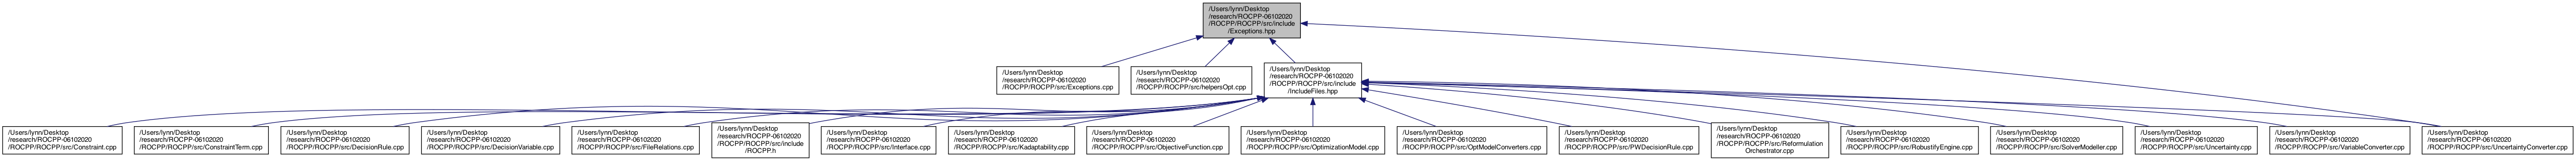 /Users/lynn/Desktop
/research/ROCPP-06102020
/ROCPP/ROCPP/src/include
/Exceptions.hpp
/Users/lynn/Desktop
/research/ROCPP-06102020
/ROCPP/ROCPP/src/Exceptions.cpp
/Users/lynn/Desktop
/research/ROCPP-06102020
/ROCPP/ROCPP/src/helpersOpt.cpp
/Users/lynn/Desktop
/research/ROCPP-06102020
/ROCPP/ROCPP/src/include
/IncludeFiles.hpp
/Users/lynn/Desktop
/research/ROCPP-06102020
/ROCPP/ROCPP/src/Constraint.cpp
/Users/lynn/Desktop
/research/ROCPP-06102020
/ROCPP/ROCPP/src/ConstraintTerm.cpp
/Users/lynn/Desktop
/research/ROCPP-06102020
/ROCPP/ROCPP/src/DecisionRule.cpp
/Users/lynn/Desktop
/research/ROCPP-06102020
/ROCPP/ROCPP/src/DecisionVariable.cpp
/Users/lynn/Desktop
/research/ROCPP-06102020
/ROCPP/ROCPP/src/FileRelations.cpp
/Users/lynn/Desktop
/research/ROCPP-06102020
/ROCPP/ROCPP/src/include
/ROCPP.h
/Users/lynn/Desktop
/research/ROCPP-06102020
/ROCPP/ROCPP/src/Interface.cpp
/Users/lynn/Desktop
/research/ROCPP-06102020
/ROCPP/ROCPP/src/Kadaptability.cpp
/Users/lynn/Desktop
/research/ROCPP-06102020
/ROCPP/ROCPP/src/ObjectiveFunction.cpp
/Users/lynn/Desktop
/research/ROCPP-06102020
/ROCPP/ROCPP/src/OptimizationModel.cpp
/Users/lynn/Desktop
/research/ROCPP-06102020
/ROCPP/ROCPP/src/OptModelConverters.cpp
/Users/lynn/Desktop
/research/ROCPP-06102020
/ROCPP/ROCPP/src/PWDecisionRule.cpp
/Users/lynn/Desktop
/research/ROCPP-06102020
/ROCPP/ROCPP/src/Reformulation
Orchestrator.cpp
/Users/lynn/Desktop
/research/ROCPP-06102020
/ROCPP/ROCPP/src/RobustifyEngine.cpp
/Users/lynn/Desktop
/research/ROCPP-06102020
/ROCPP/ROCPP/src/SolverModeller.cpp
/Users/lynn/Desktop
/research/ROCPP-06102020
/ROCPP/ROCPP/src/Uncertainty.cpp
/Users/lynn/Desktop
/research/ROCPP-06102020
/ROCPP/ROCPP/src/VariableConverter.cpp
/Users/lynn/Desktop
/research/ROCPP-06102020
/ROCPP/ROCPP/src/UncertaintyConverter.cpp